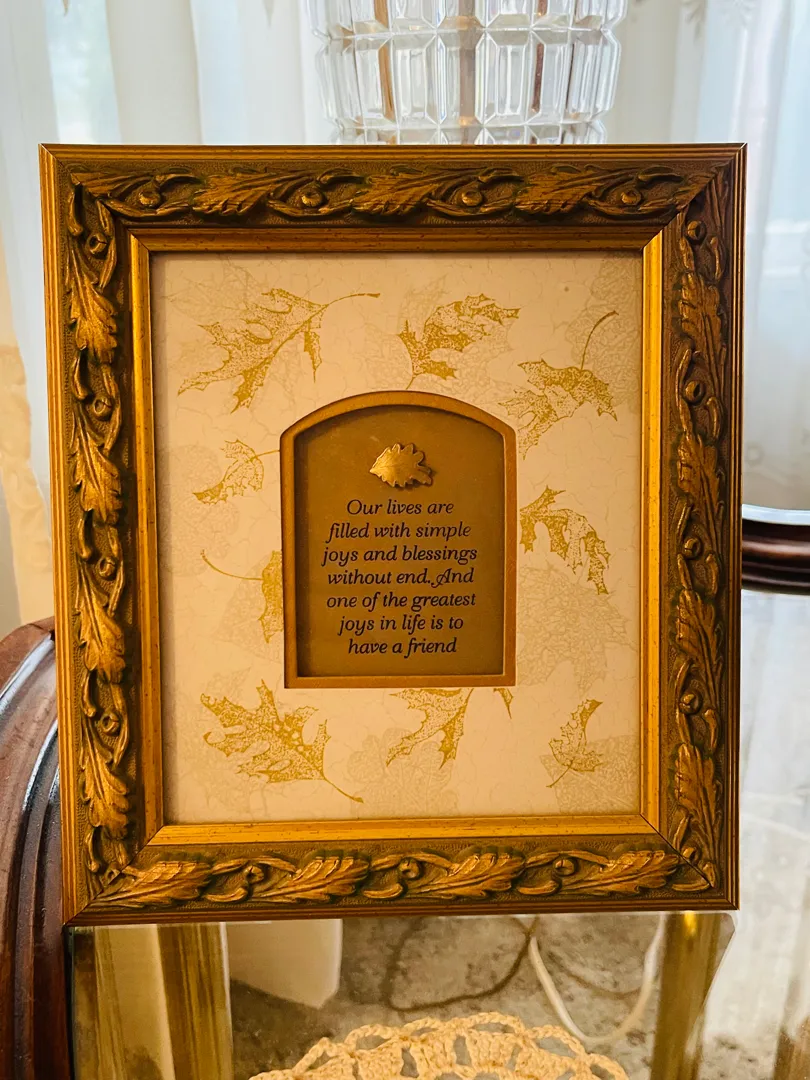 Our lives are
filled with simple
joys and blessings
without end. And
one of the greatest
joys in life is to
have a friend